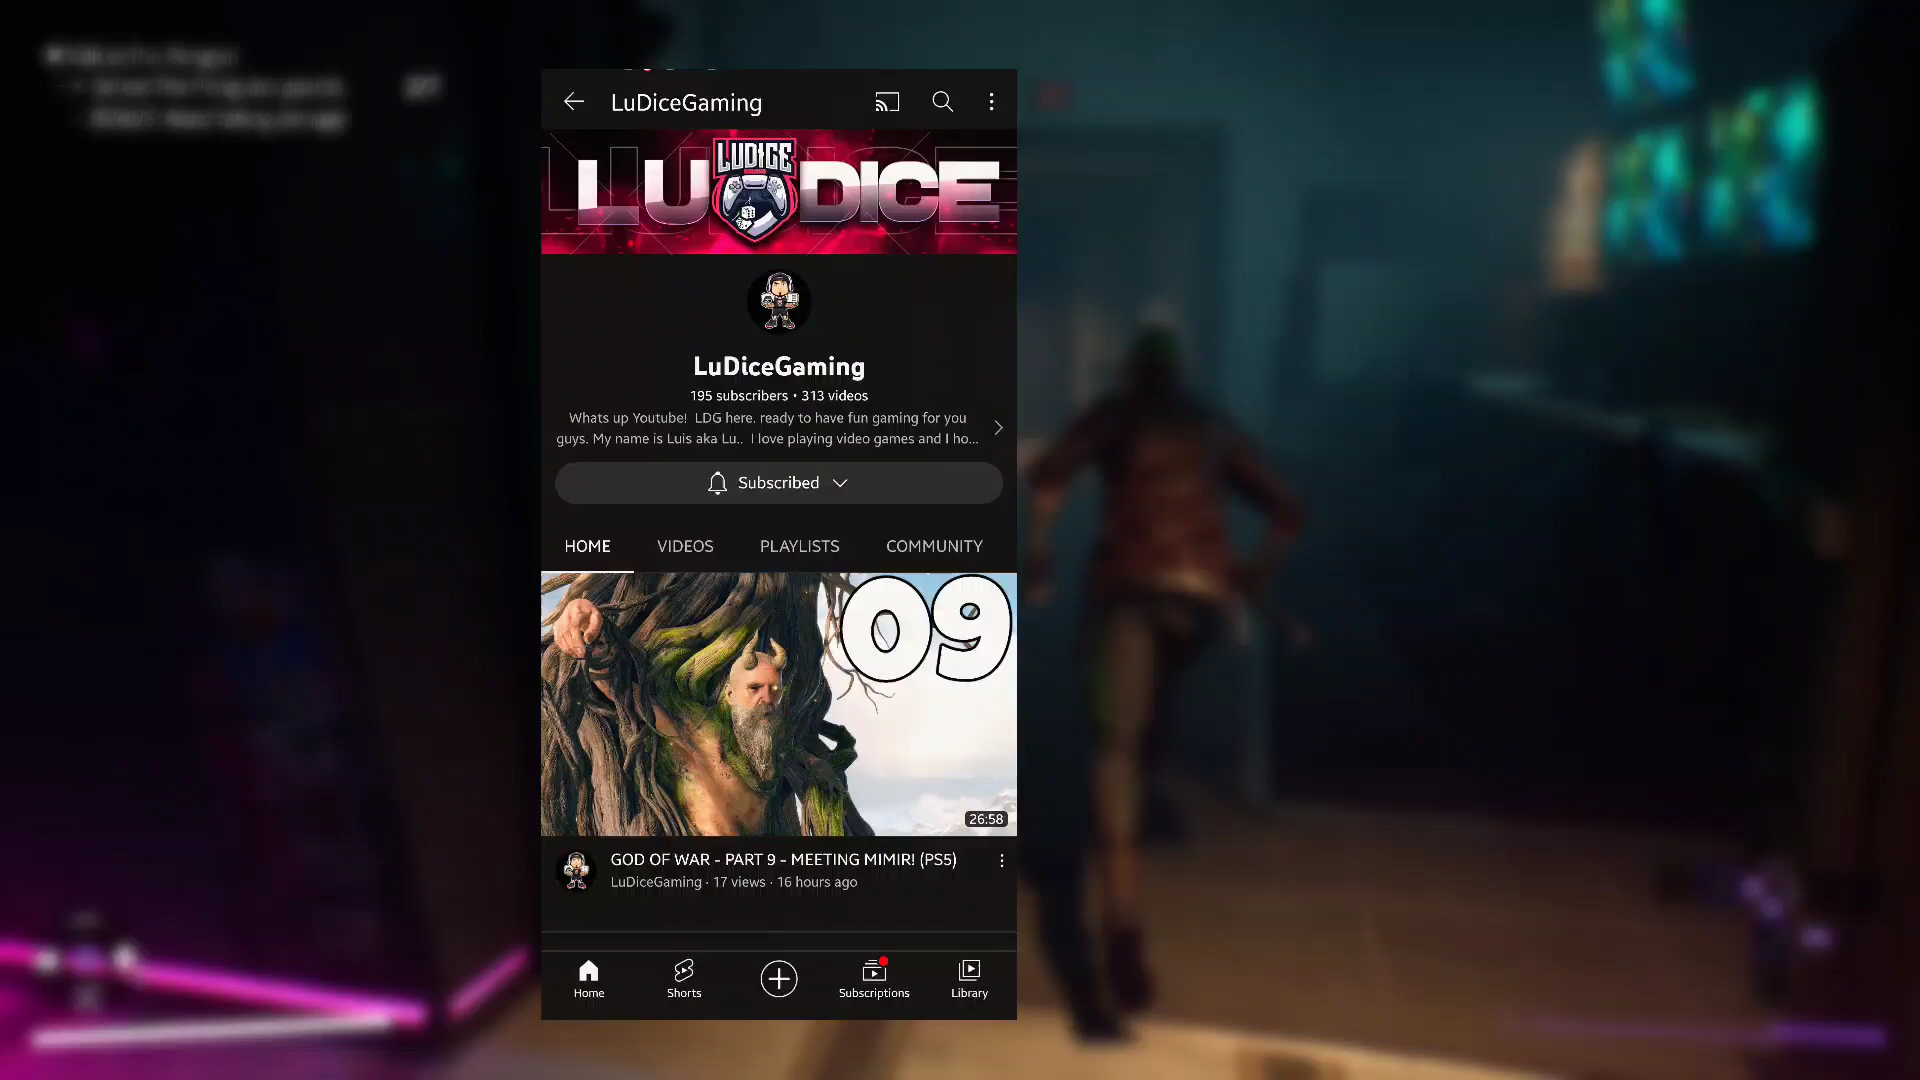 LuDiceGaming
LU DICE
LUDICE
GAMING
LuDiceGaming
195 subscribers • 313 videos
Whats up Youtube! LDG here. ready to have fun gaming for you
guys. My name is Luis aka Lu.. I love playing video games and I ho...
Subscribed
HOME VIDEOS PLAYLISTS COMMUNITY
09
26:58
GOD OF WAR - PART 9 - MEETING MIMIR! (PS5)
LuDiceGaming · 17 views · 16 hours ago
Home Shorts Subscriptions Library